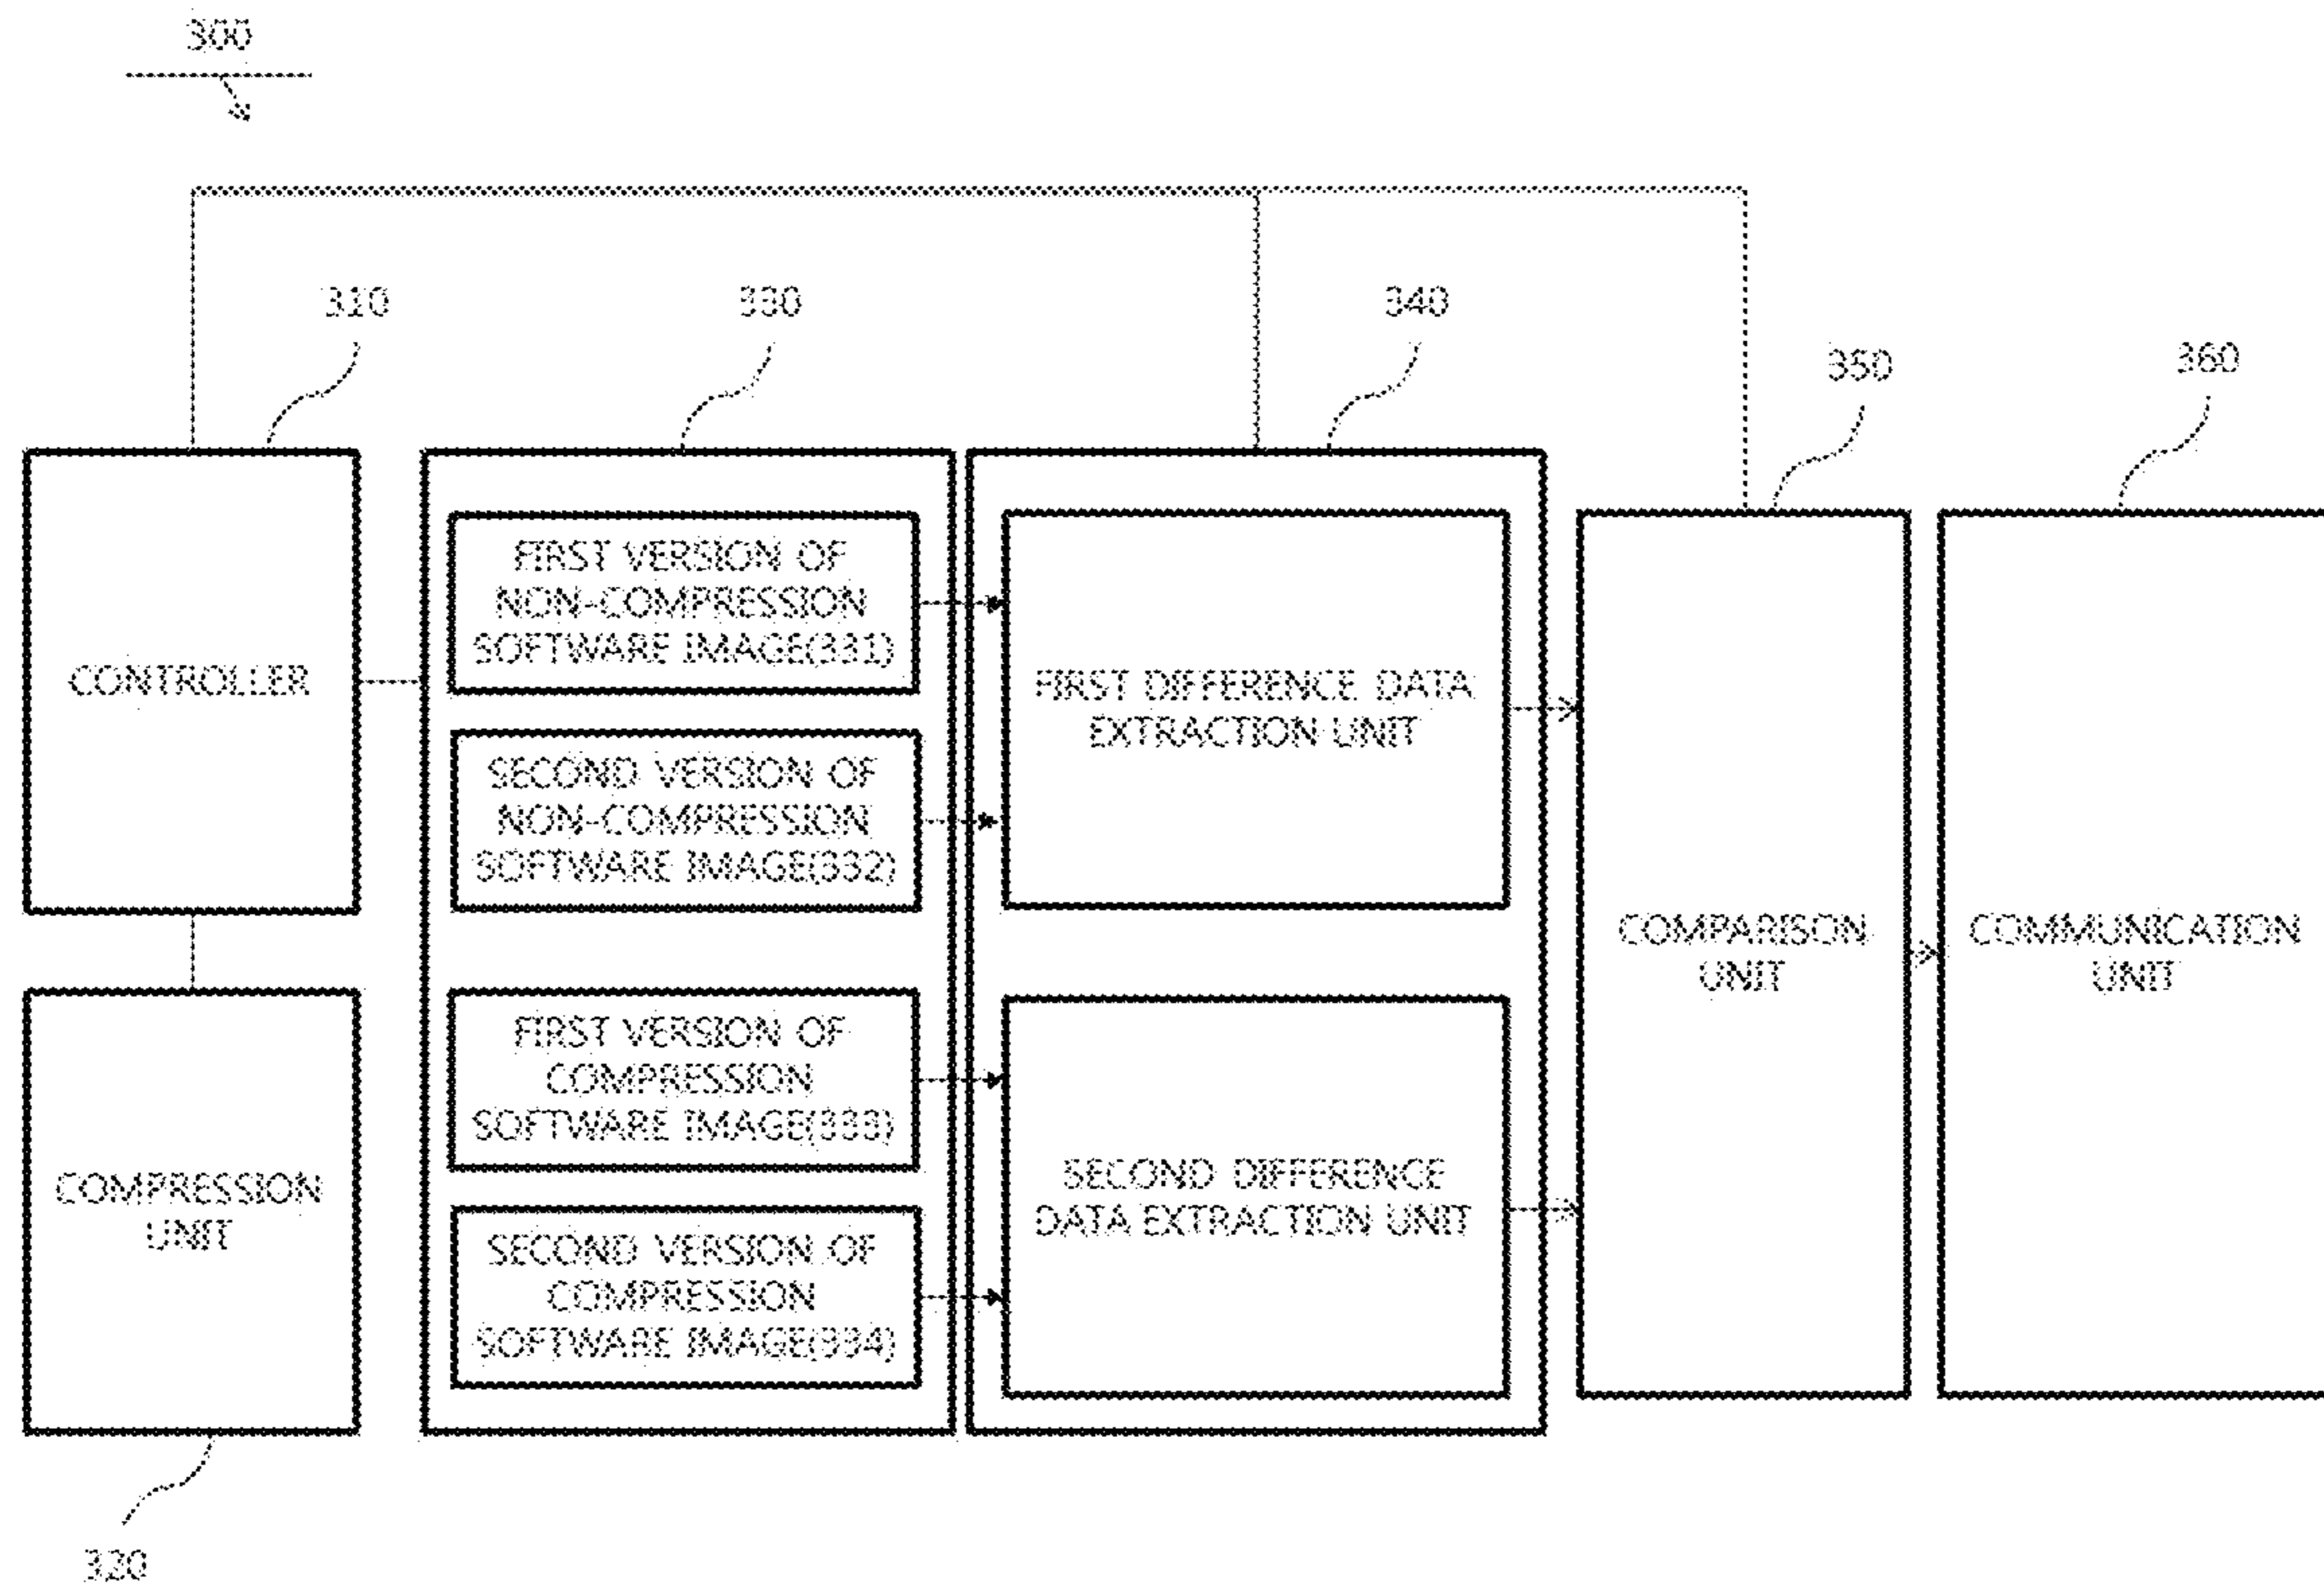 300
310
330
340
350
360
CONTROLLER
COMPRESSION
UNIT
320
FIRST VERSION OF
NON-COMPRESSION
SOFTWARE IMAGE(331)
SECOND VERSION OF
NON-COMPRESSION
SOFTWARE IMAGE(332)
FIRST VERSION OF
COMPRESSION
SOFTWARE IMAGE(333)
SECOND VERSION OF
COMPRESSION
SOFTWARE IMAGE(334)
FIRST DIFFERENCE DATA
EXTRACTION UNIT
SECOND DIFFERENCE
DATA EXTRACTION UNIT
COMPARISON
UNIT
COMMUNICATION
UNIT